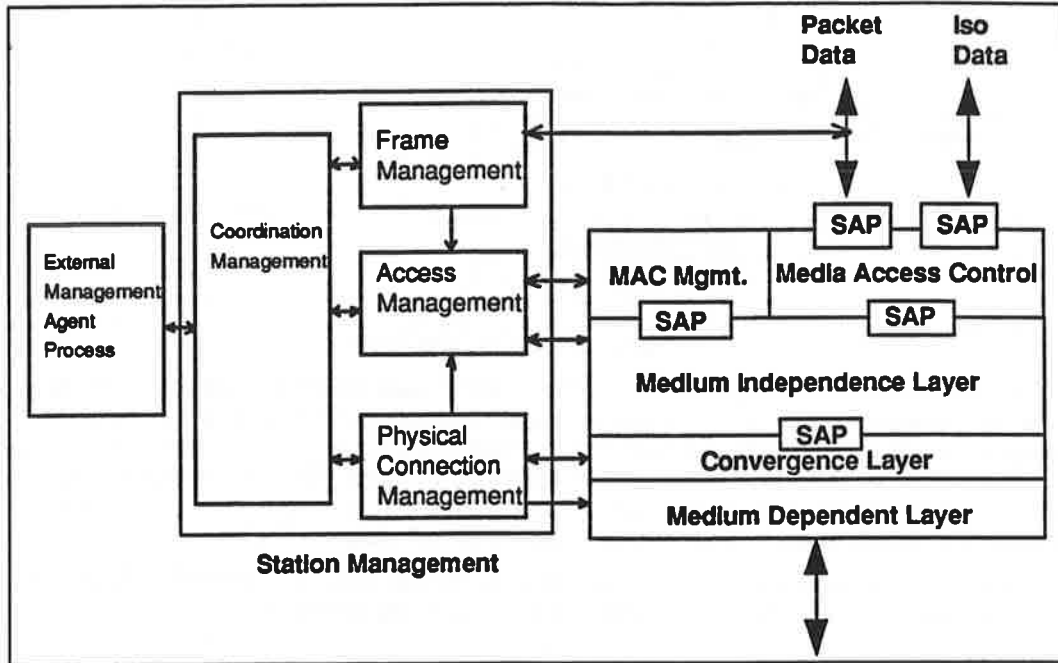 Packet
Data
Iso
Data
Frame
Management
Coordination
Management
External
Management
Agent
Process
Access
Management
Physical
Connection
Management
Station Management
SAP
SAP
MAC Mgmt.
Media Access Control
SAP
SAP
Medium Independence Layer
SAP
Convergence Layer
Medium Dependent Layer